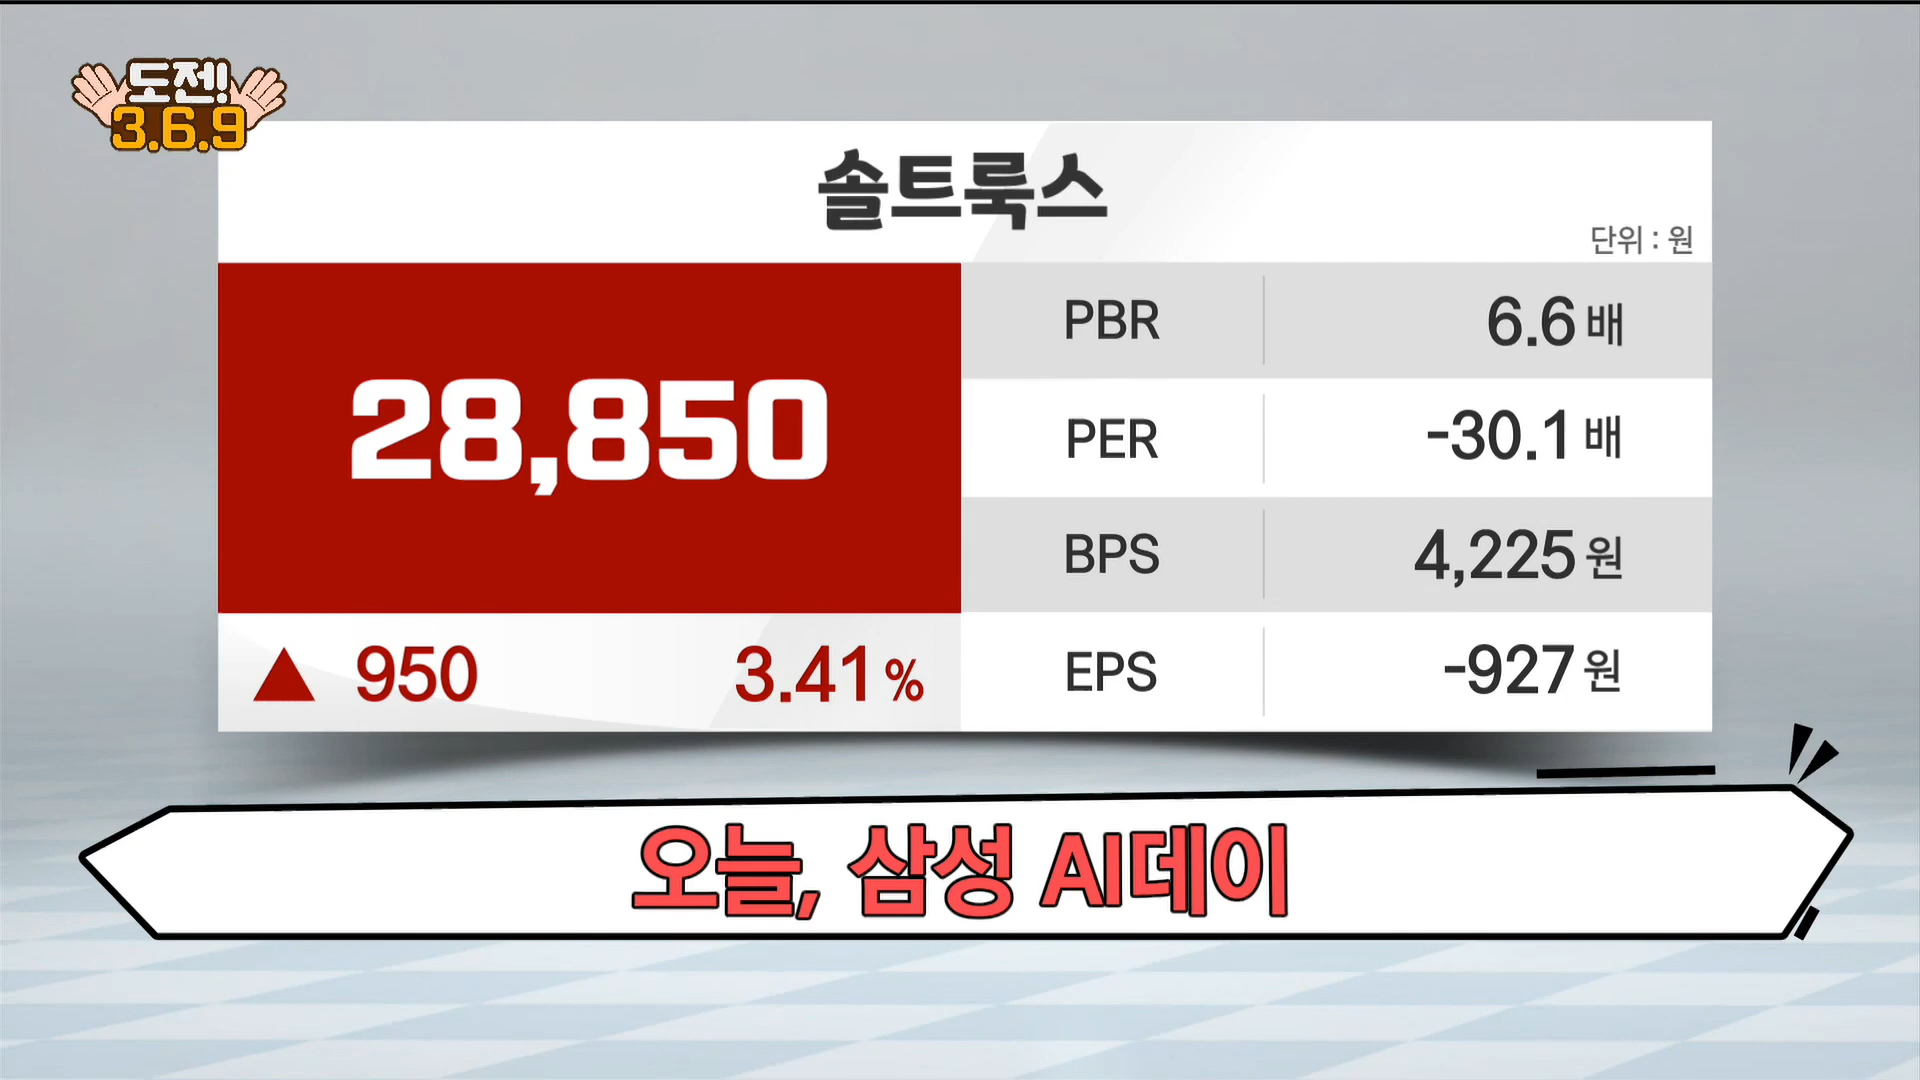 도전!
3.6.9
솔트룩스
단위 : 원
28,850
▲ 950 3.41 %
PBR 6.6 배
PER -30.1 배
BPS 4,225 원
EPS -927 원
오늘, 삼성 AI데이